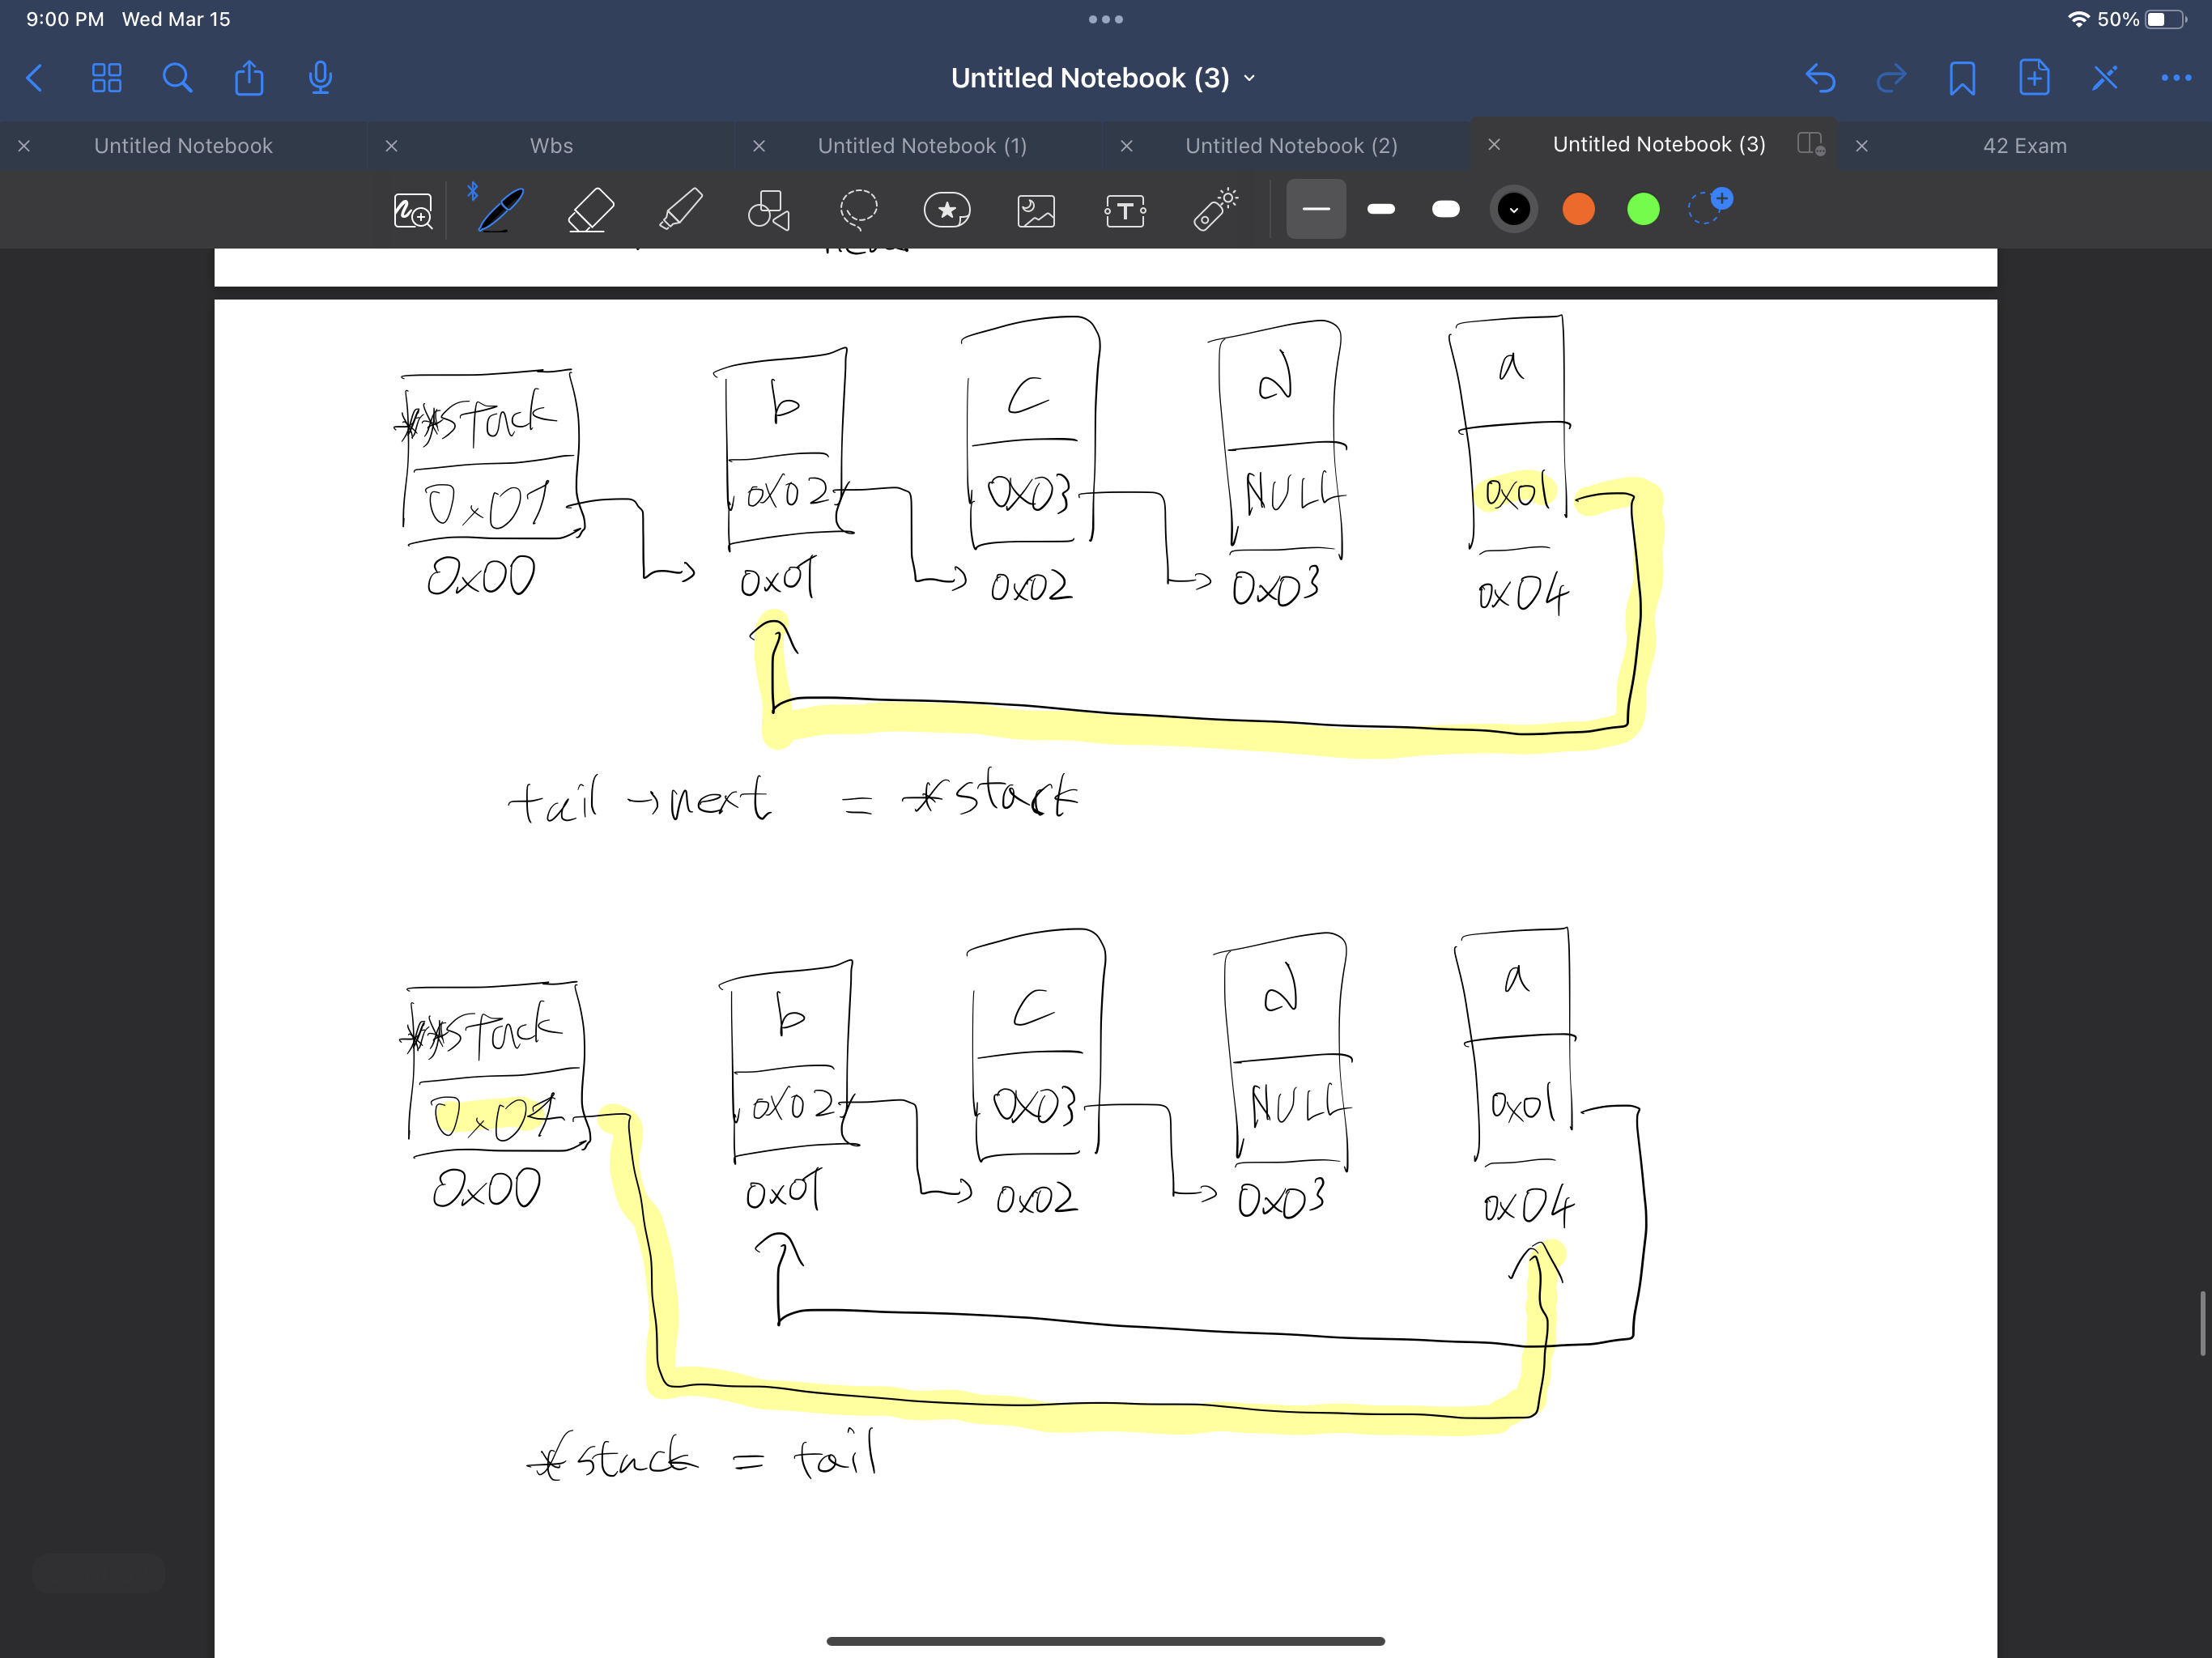 9:00 PM Wed Mar 15
50%
Untitled Notebook (3)
Untitled Notebook
Wbs
Untitled Notebook (1)
Untitled Notebook (2)
Untitled Notebook (3)
42 Exam
T
**stack b c d a
0x01 0x02 0x03 NULL 0x01
0x00 0x01 0x02 0x03 0x04
tail →next = *stack
**stack b c d a
0x01 0x02 0x03 NULL 0x01
0x00 0x01 0x02 0x03 0x04
*stack = tail